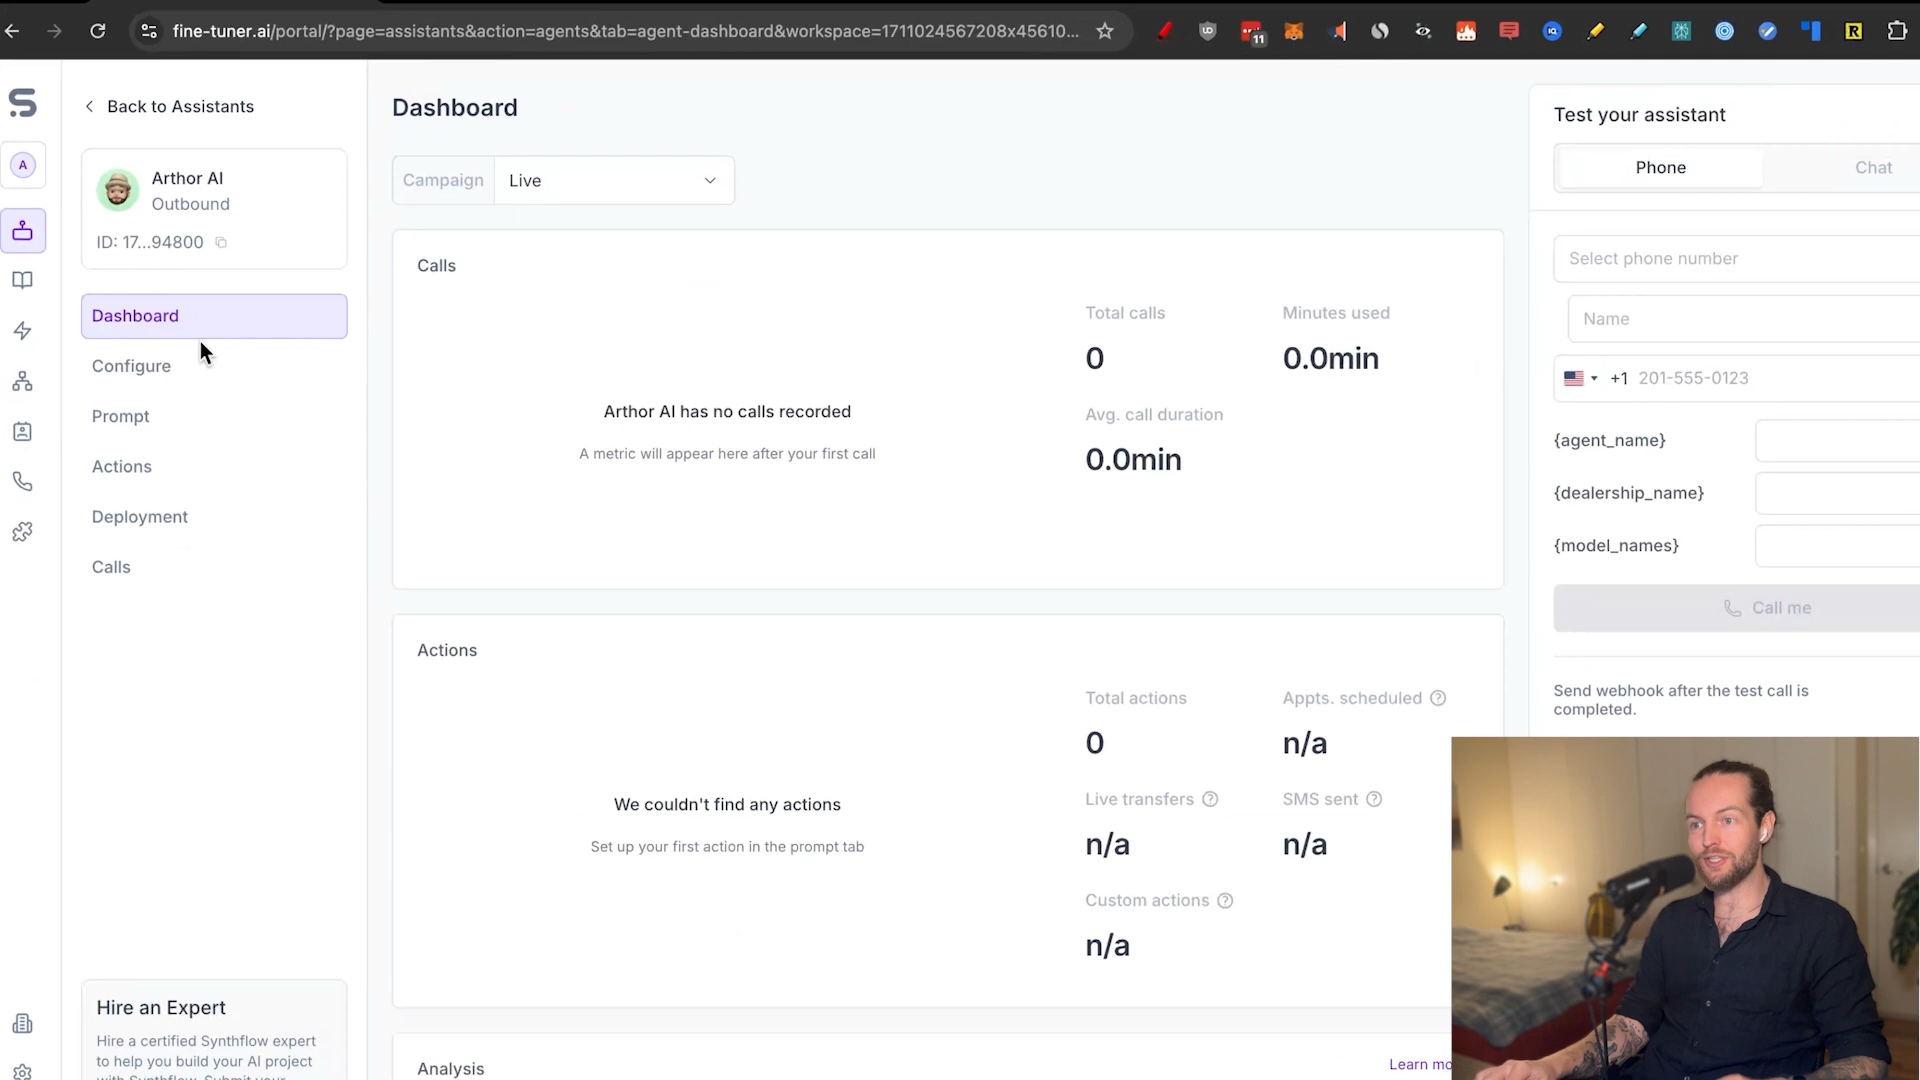 fine-tuner.ai/portal/?page=assistants&action=agents&tab=agent-dashboard&workspace=1711024567208x45610...
11
R
A
Back to Assistants
Arthor AI
Outbound
ID: 17...94800
Dashboard
Configure
Prompt
Actions
Deployment
Calls
Hire an Expert
Hire a certified Synthflow expert
to help you build your AI project
with Synthflow. Submit your
Dashboard
Campaign
Live
Calls
Arthor AI has no calls recorded
A metric will appear here after your first call
Total calls
0
Minutes used
0.0min
Avg. call duration
0.0min
Actions
We couldn't find any actions
Set up your first action in the prompt tab
Total actions
0
Appts. scheduled
n/a
Live transfers
n/a
SMS sent
n/a
Custom actions
n/a
Analysis
Learn mo
Test your assistant
Phone
Chat
Select phone number
Name
+1 201-555-0123
{agent_name}
{dealership_name}
{model_names}
Call me
Send webhook after the test call is
completed.